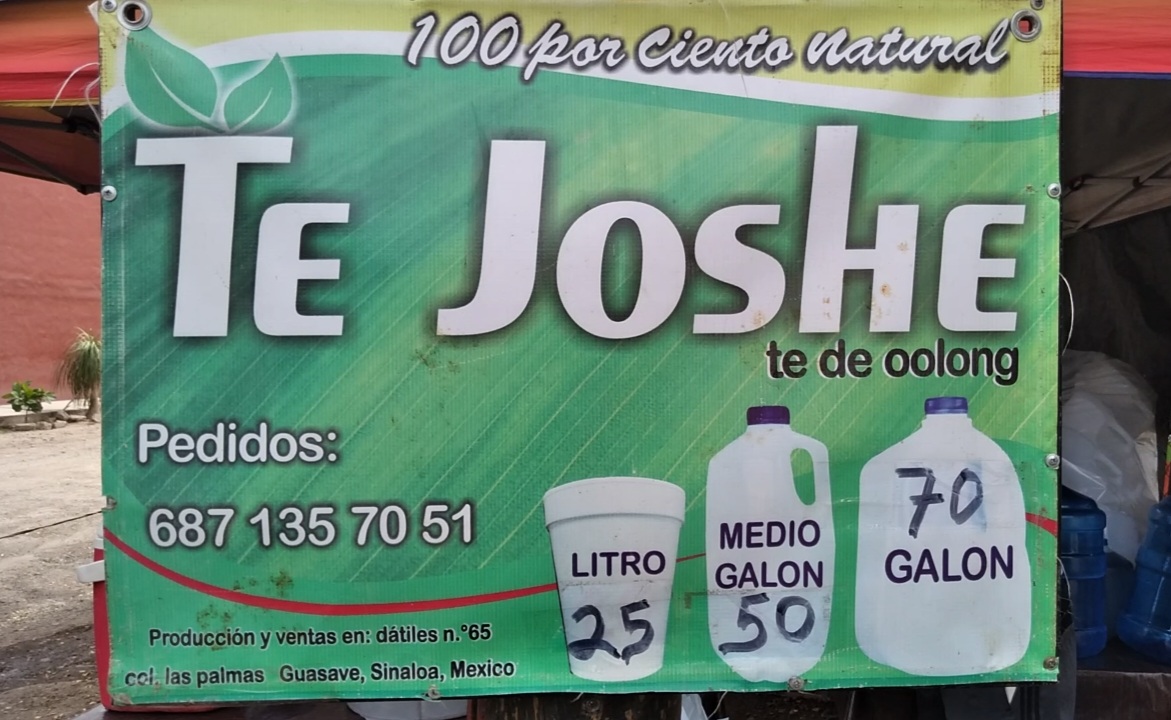 100 por ciento natural
TE JOSHE
te de oolong
Pedidos:
687 135 70 51
LITRO
25
MEDIO
GALON
50
70
GALON
Producción y ventas en: dátiles n.°65
col. las palmas Guasave, Sinaloa, Mexico